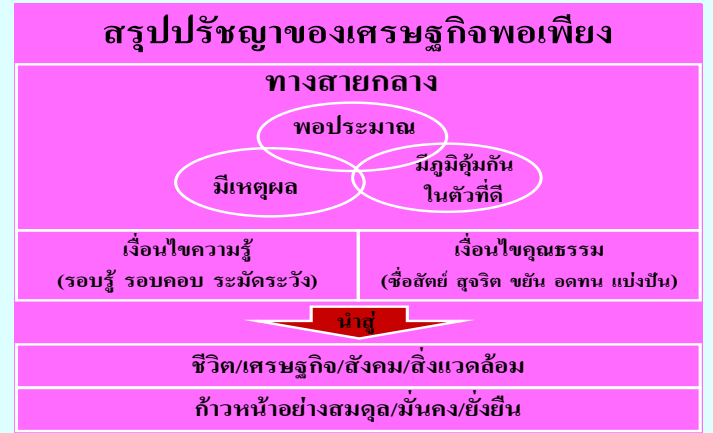 สรุปปรัชญาของเศรษฐกิจพอเพียง
ทางสายกลาง
พอประมาณ
มีเหตุผล
มีภูมิคุ้มกัน
ในตัวที่ดี
เงื่อนไขความรู้
(รอบรู้ รอบคอบ ระมัดระวัง)
เงื่อนไขคุณธรรม
(ซื่อสัตย์ สุจริต ขยัน อดทน แบ่งปัน)
นำสู่
ชีวิต/เศรษฐกิจ/สังคม/สิ่งแวดล้อม
ก้าวหน้าอย่างสมดุล/มั่นคง/ยั่งยืน